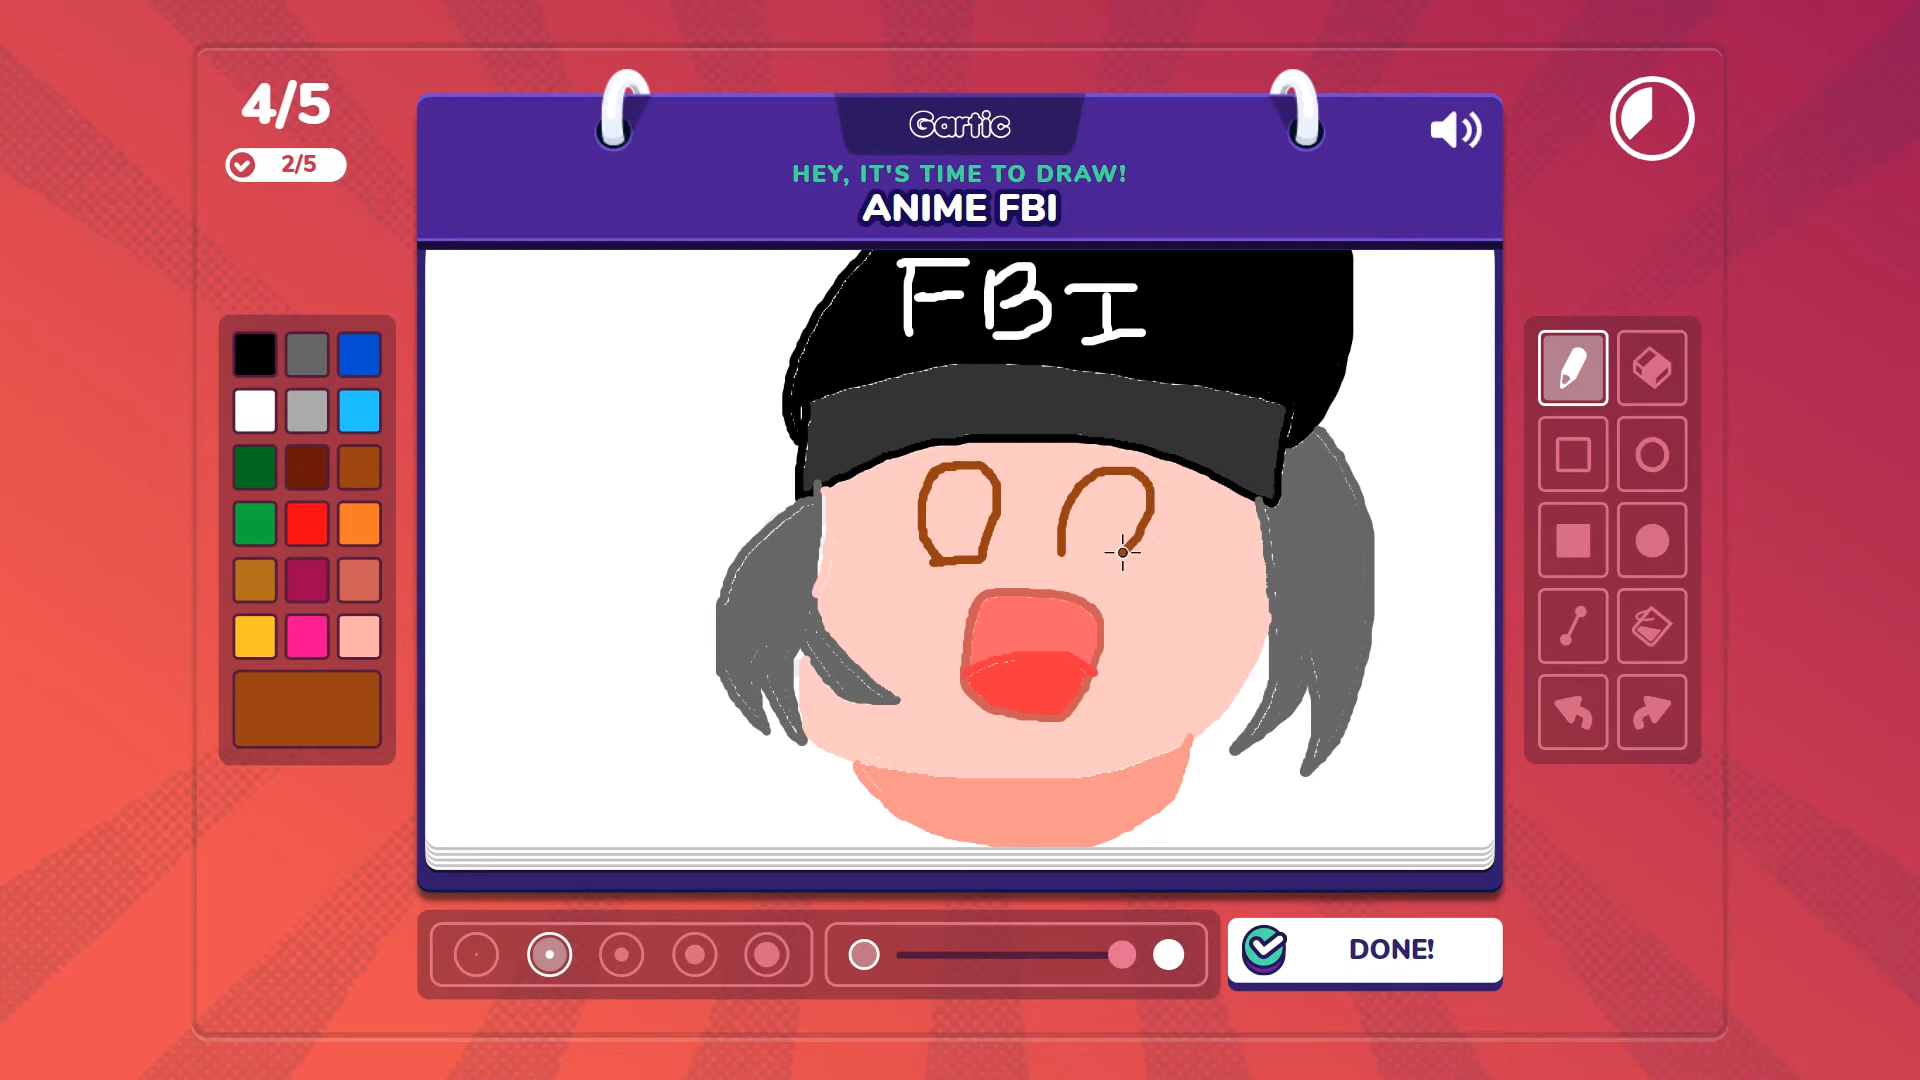 4/5
2/5
Gartic
HEY, IT'S TIME TO DRAW!
ANIME FBI
FBI
DONE!